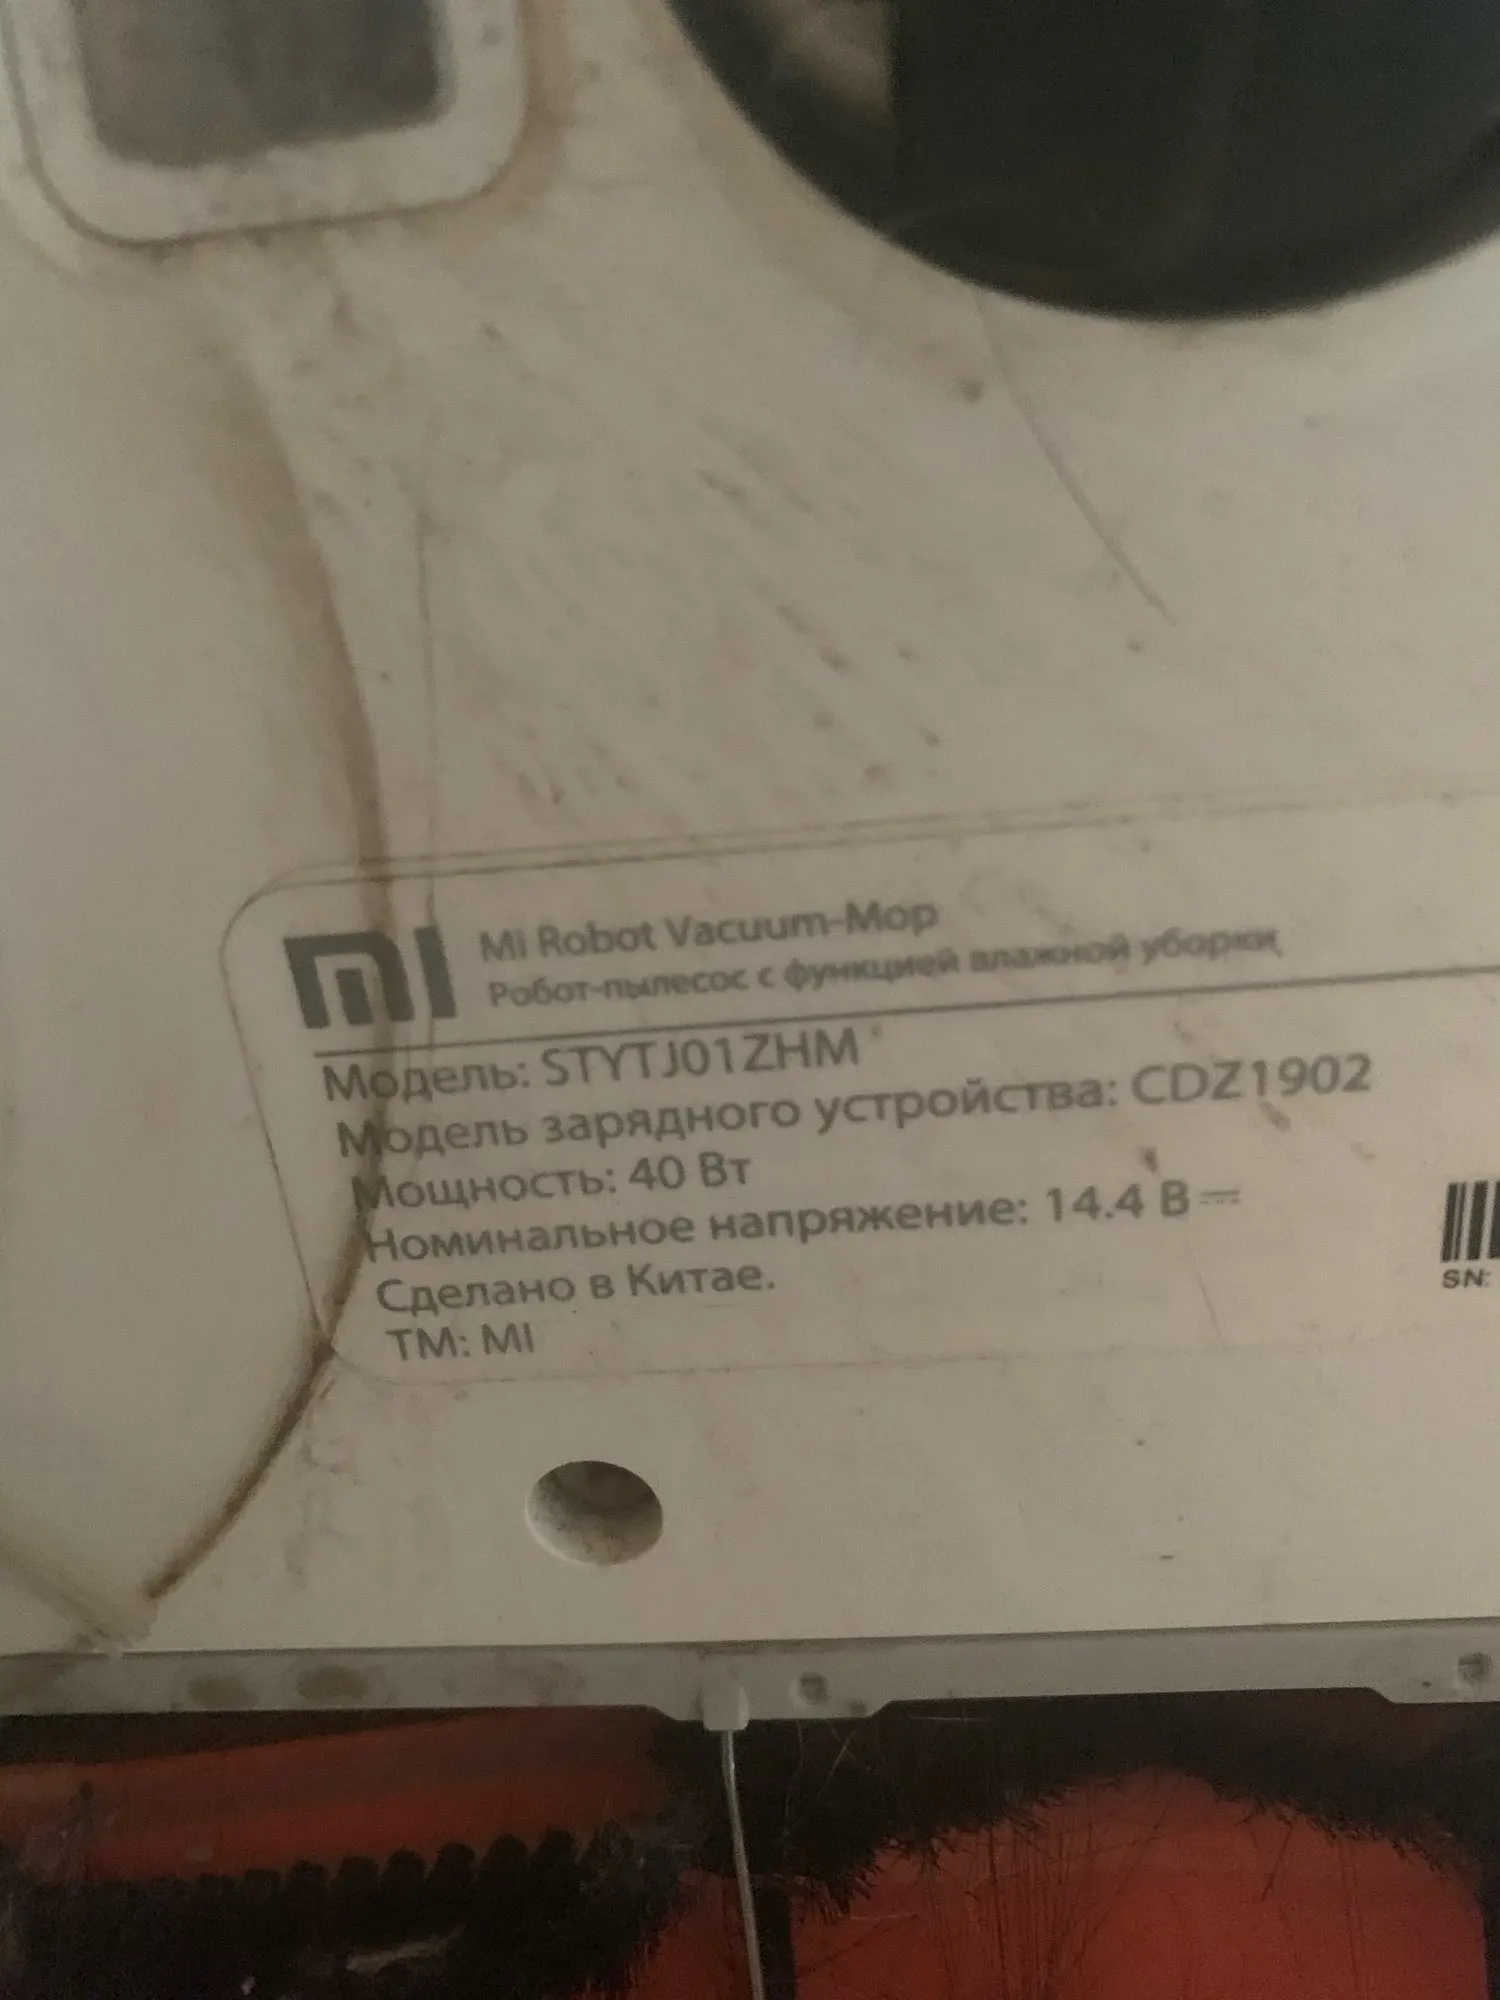 mi Mi Robot Vacuum-Mop
Робот-пылесос с функцией влажной уборки
Модель: STYTJ01ZHM
Модель зарядного устройства: CDZ1902
Мощность: 40 Вт
Номинальное напряжение: 14.4 В⎓
Сделано в Китае.
TM: MI
SN: